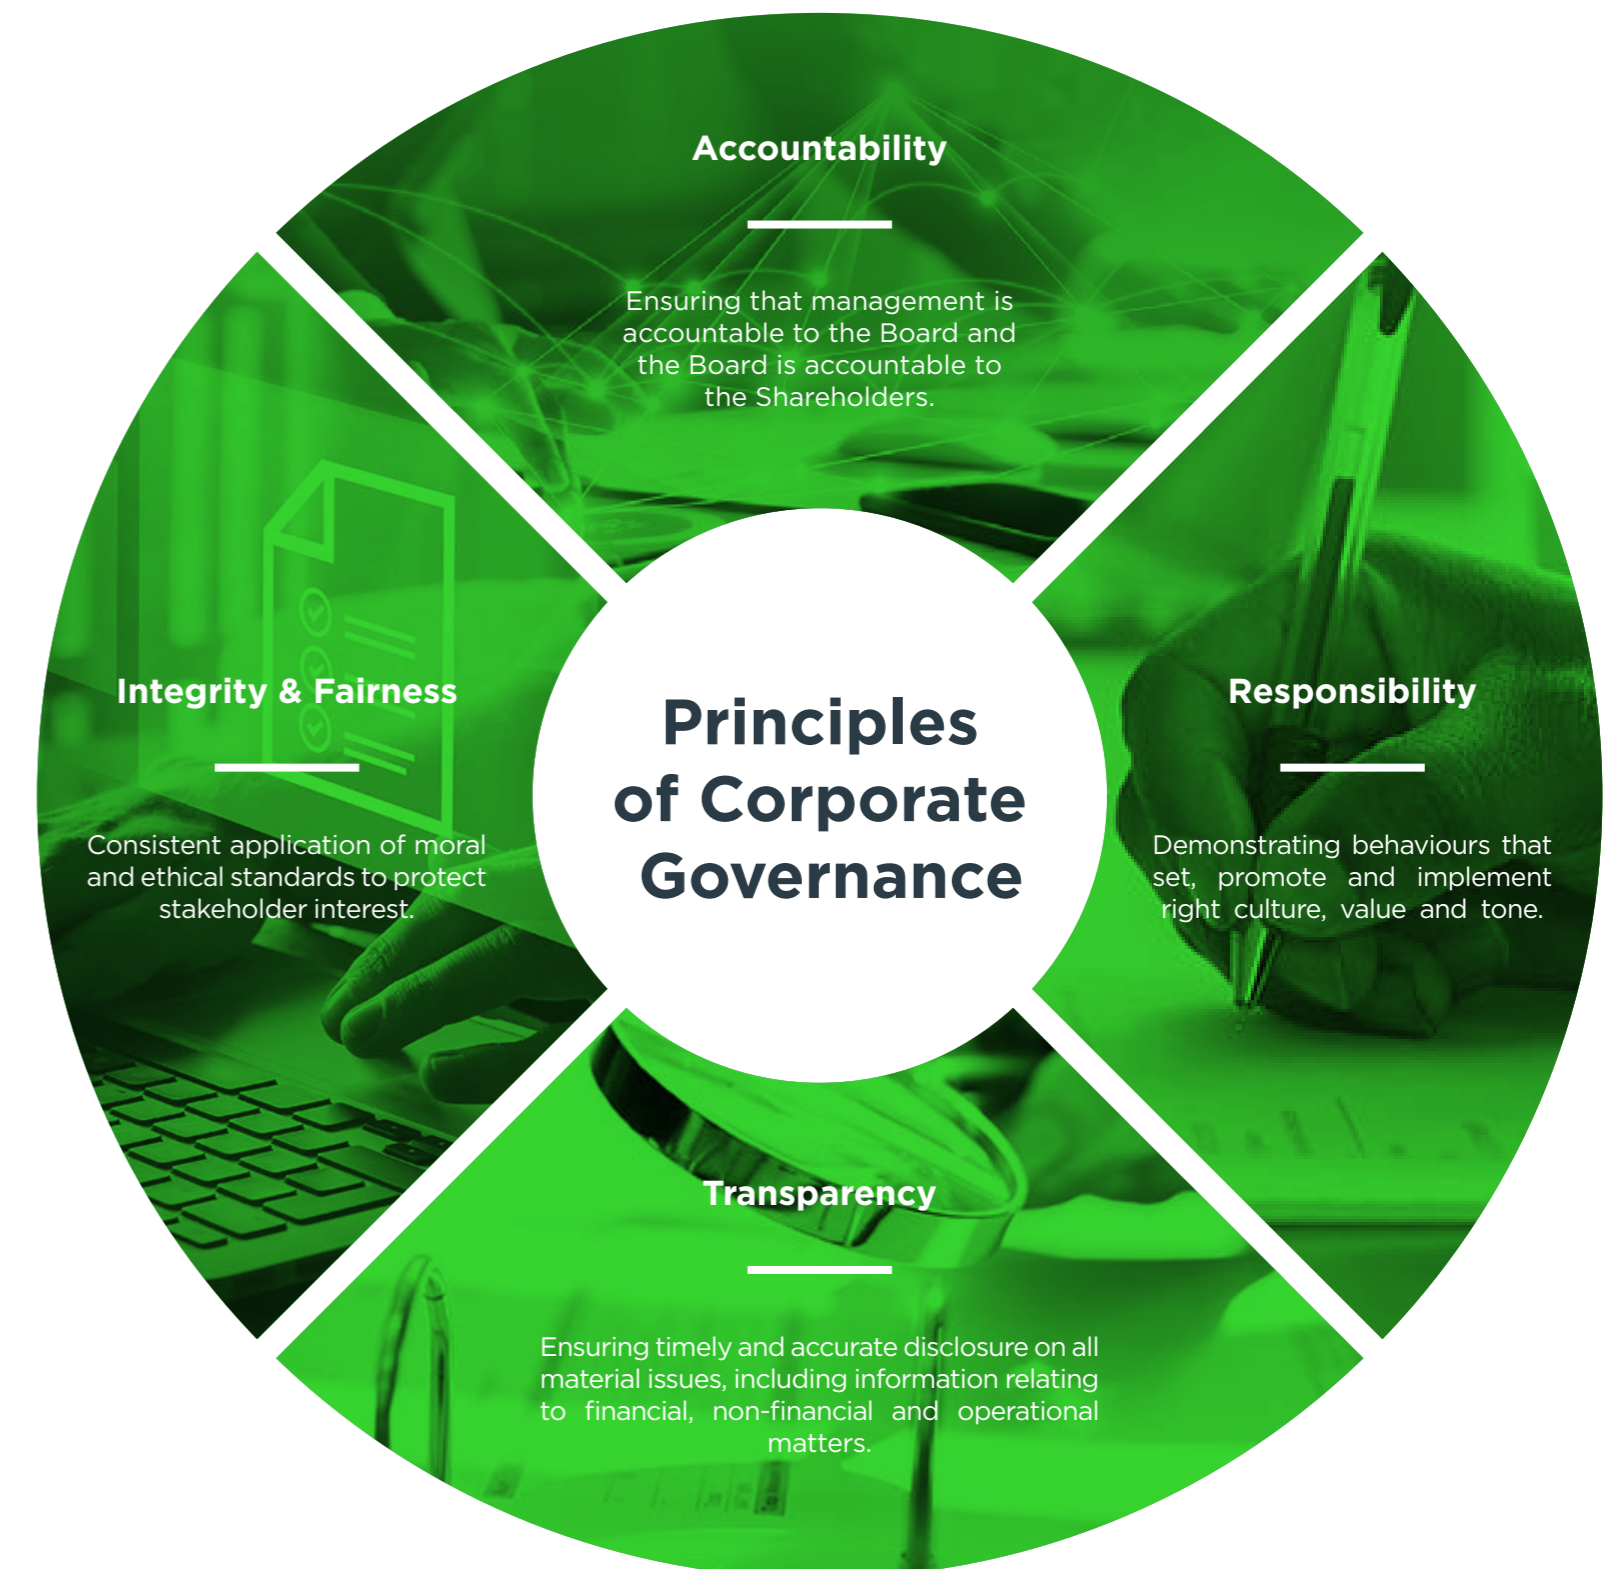 Accountability
Ensuring that management is
accountable to the Board and
the Board is accountable to
the Shareholders.
Integrity & Fairness
Consistent application of moral
and ethical standards to protect
stakeholder interest.
Principles
of Corporate
Governance
Responsibility
Demonstrating behaviours that
set, promote and implement
right culture, value and tone.
Transparency
Ensuring timely and accurate disclosure on all
material issues, including information relating
to financial, non-financial and operational
matters.